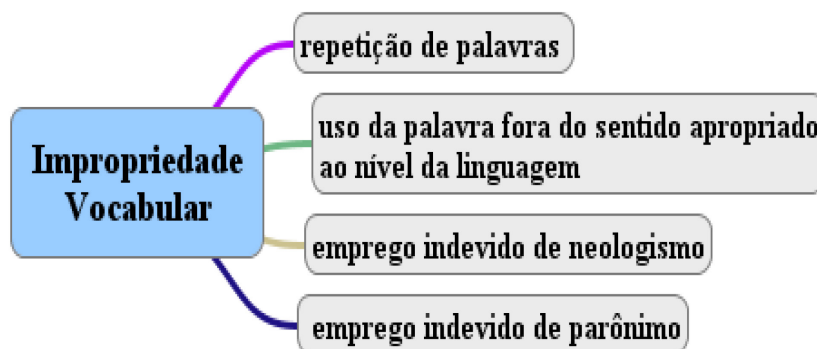 Impropriedade
Vocabular
repetição de palavras
uso da palavra fora do sentido apropriado
ao nível da linguagem
emprego indevido de neologismo
emprego indevido de parônimo